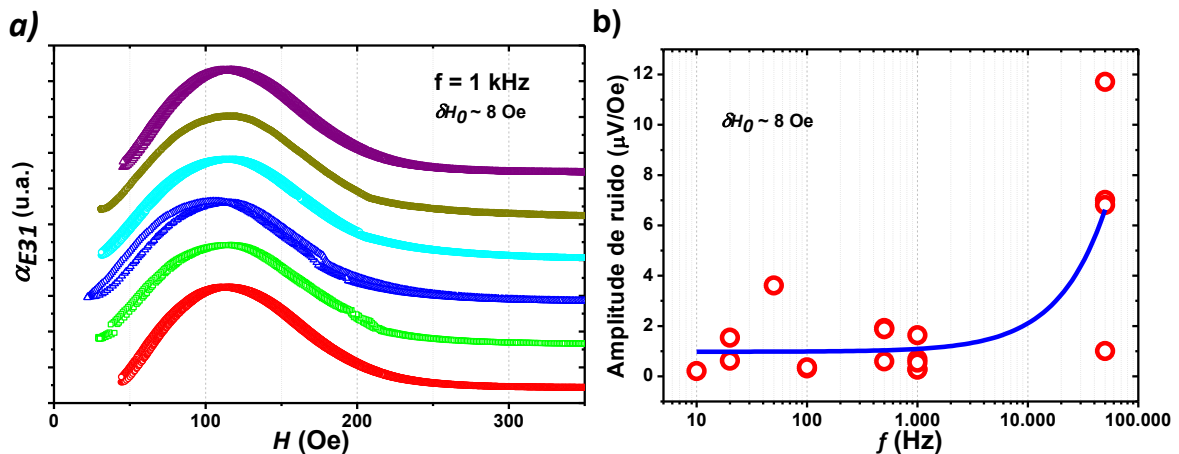 a)
f = 1 kHz
δH₀ ~ 8 Oe
α_E31 (u.a.)
0 100 200 300
H (Oe)
b)
12
10
8
6
4
2
0
δH₀ ~ 8 Oe
Amplitude de ruido (μV/Oe)
10 100 1.000 10.000 100.000
f (Hz)